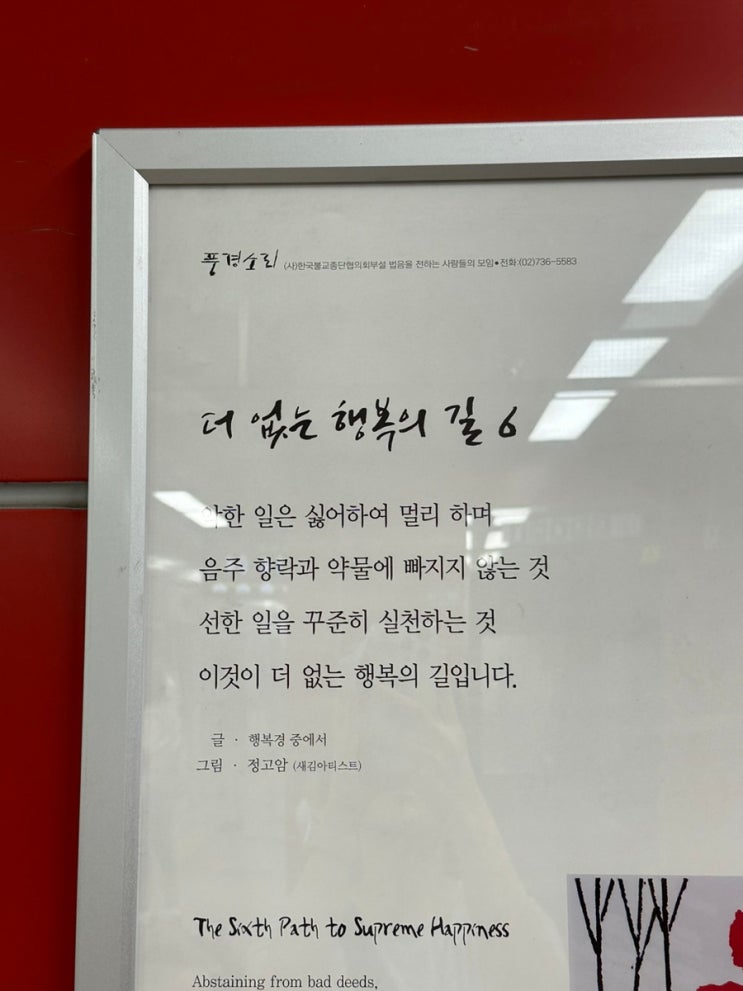 풍경소리 (사)한국불교종단협의회부설 법음을 전하는 사람들의 모임•전화:(02)736-5583
더 없는 행복의 길 6
악한 일은 싫어하여 멀리 하며
음주 향락과 약물에 빠지지 않는 것
선한 일을 꾸준히 실천하는 것
이것이 더 없는 행복의 길입니다.
글 · 행복경 중에서
그림 · 정고암 (새김아티스트)
The Sixth Path to Supreme Happiness
Abstaining from bad deeds,